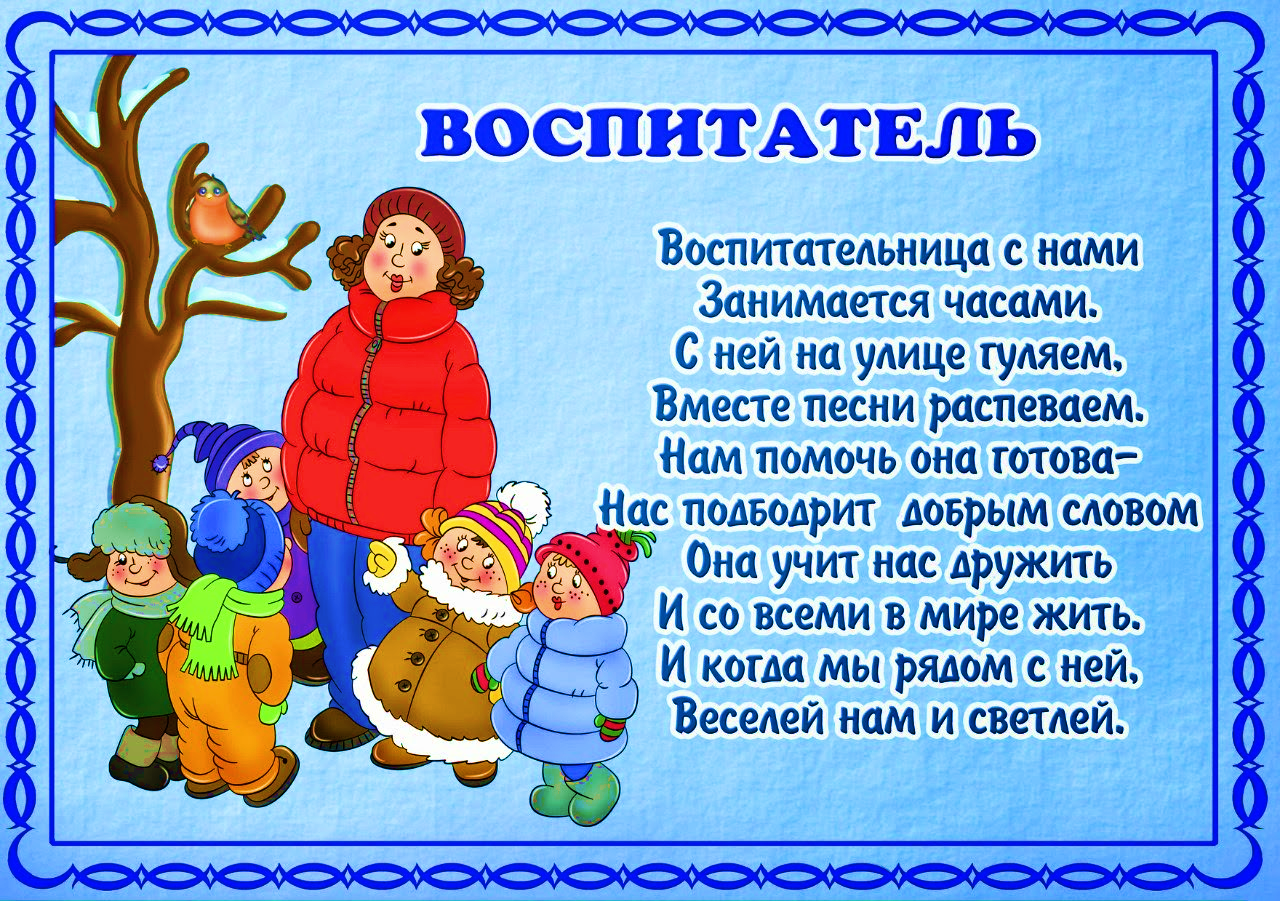 ВОСПИТАТЕЛЬ
Воспитательница с нами
Занимается часами.
С ней на улице гуляем,
Вместе песни распеваем.
Нам помочь она готова–
Нас подбодрит добрым словом
Она учит нас дружить
И со всеми в мире жить.
И когда мы рядом с ней,
Веселей нам и светлей.